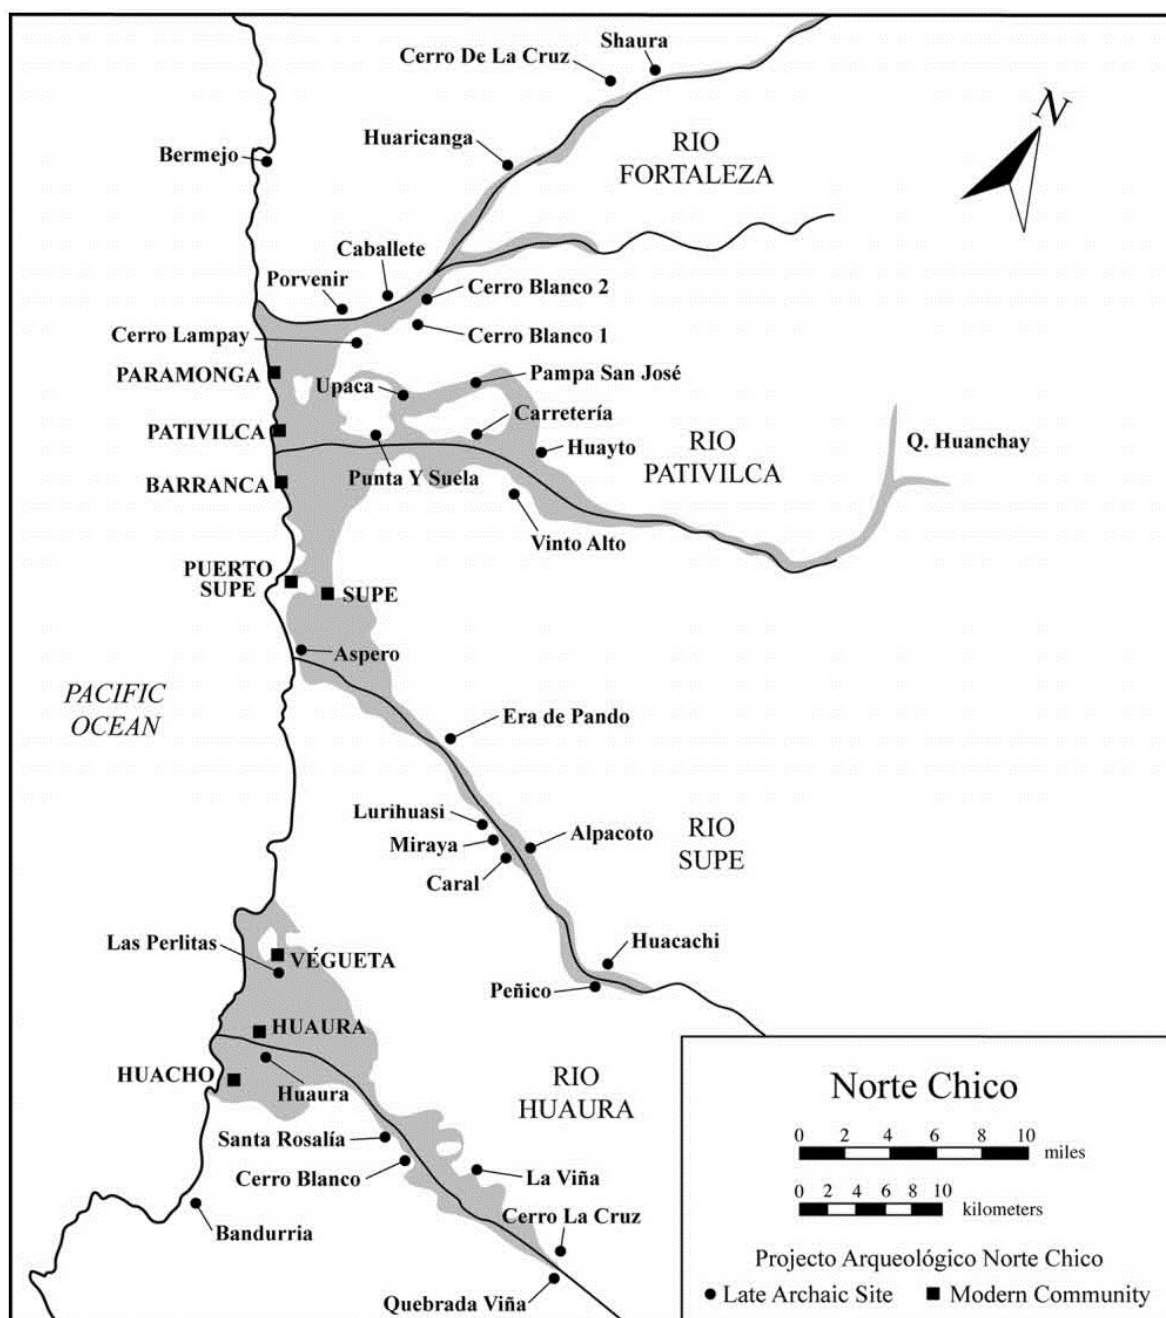 Shaura
Cerro De La Cruz
N
Huaricanga
RIO
FORTALEZA
Bermejo
Caballete
Porvenir
Cerro Blanco 2
Cerro Lampay
Cerro Blanco 1
PARAMONGA
Upaca
Pampa San José
PATIVILCA
Carretería
Huayto
RIO
PATIVILCA
Q. Huanchay
BARRANCA
Punta Y Suela
Vinto Alto
PUERTO
SUPE
SUPE
Aspero
PACIFIC
OCEAN
Era de Pando
Lurihuasi
Miraya
Caral
Alpacoto
RIO
SUPE
Las Perlitas
VÉGUETA
Huacachi
Peñico
HUAURA
HUACHO
Huaura
RIO
HUAURA
Santa Rosalía
Cerro Blanco
La Viña
Bandurria
Cerro La Cruz
Quebrada Viña
Norte Chico
0 2 4 6 8 10
miles
0 2 4 6 8 10
kilometers
Projecto Arqueológico Norte Chico
Late Archaic Site
Modern Community